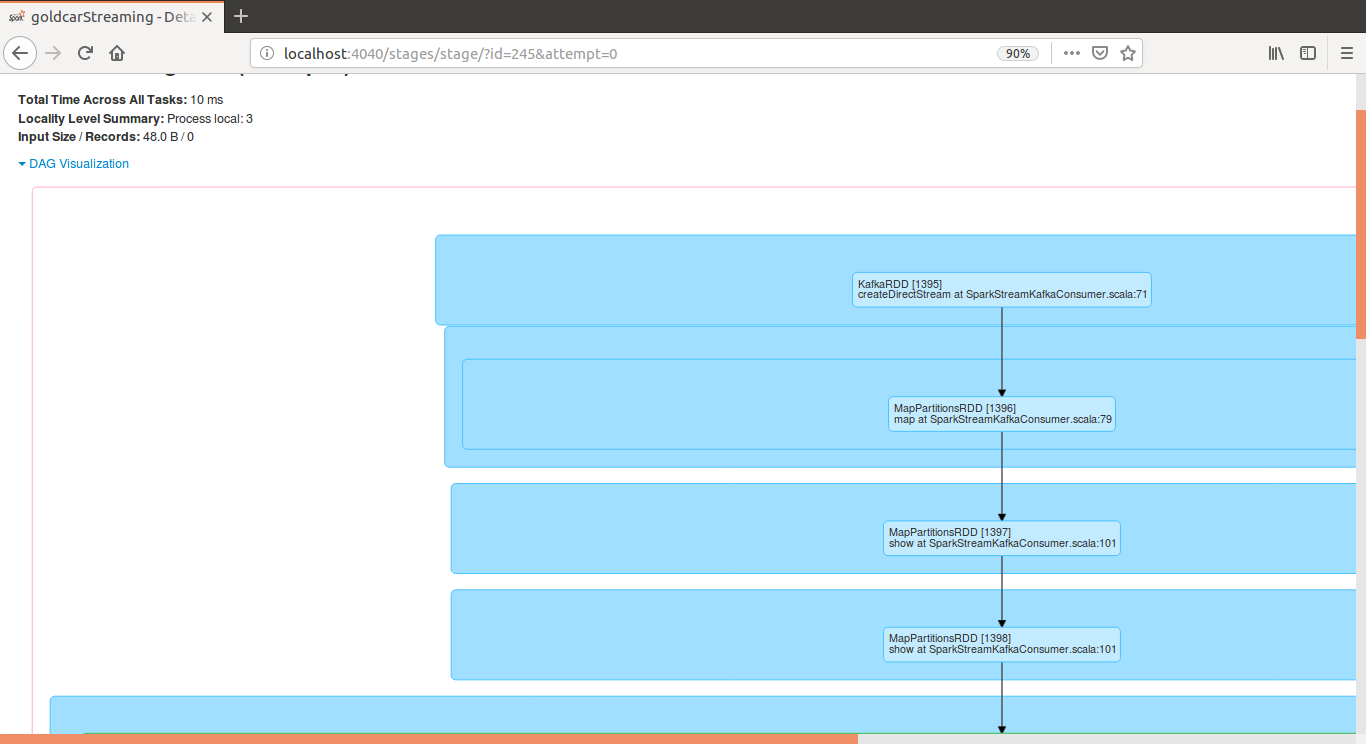 goldcarStreaming - Deta
localhost:4040/stages/stage/?id=245&attempt=0
90%
Total Time Across All Tasks: 10 ms
Locality Level Summary: Process local: 3
Input Size / Records: 48.0 B / 0
DAG Visualization
KafkaRDD [1395]
createDirectStream at SparkStreamKafkaConsumer.scala:71
MapPartitionsRDD [1396]
map at SparkStreamKafkaConsumer.scala:79
MapPartitionsRDD [1397]
show at SparkStreamKafkaConsumer.scala:101
MapPartitionsRDD [1398]
show at SparkStreamKafkaConsumer.scala:101